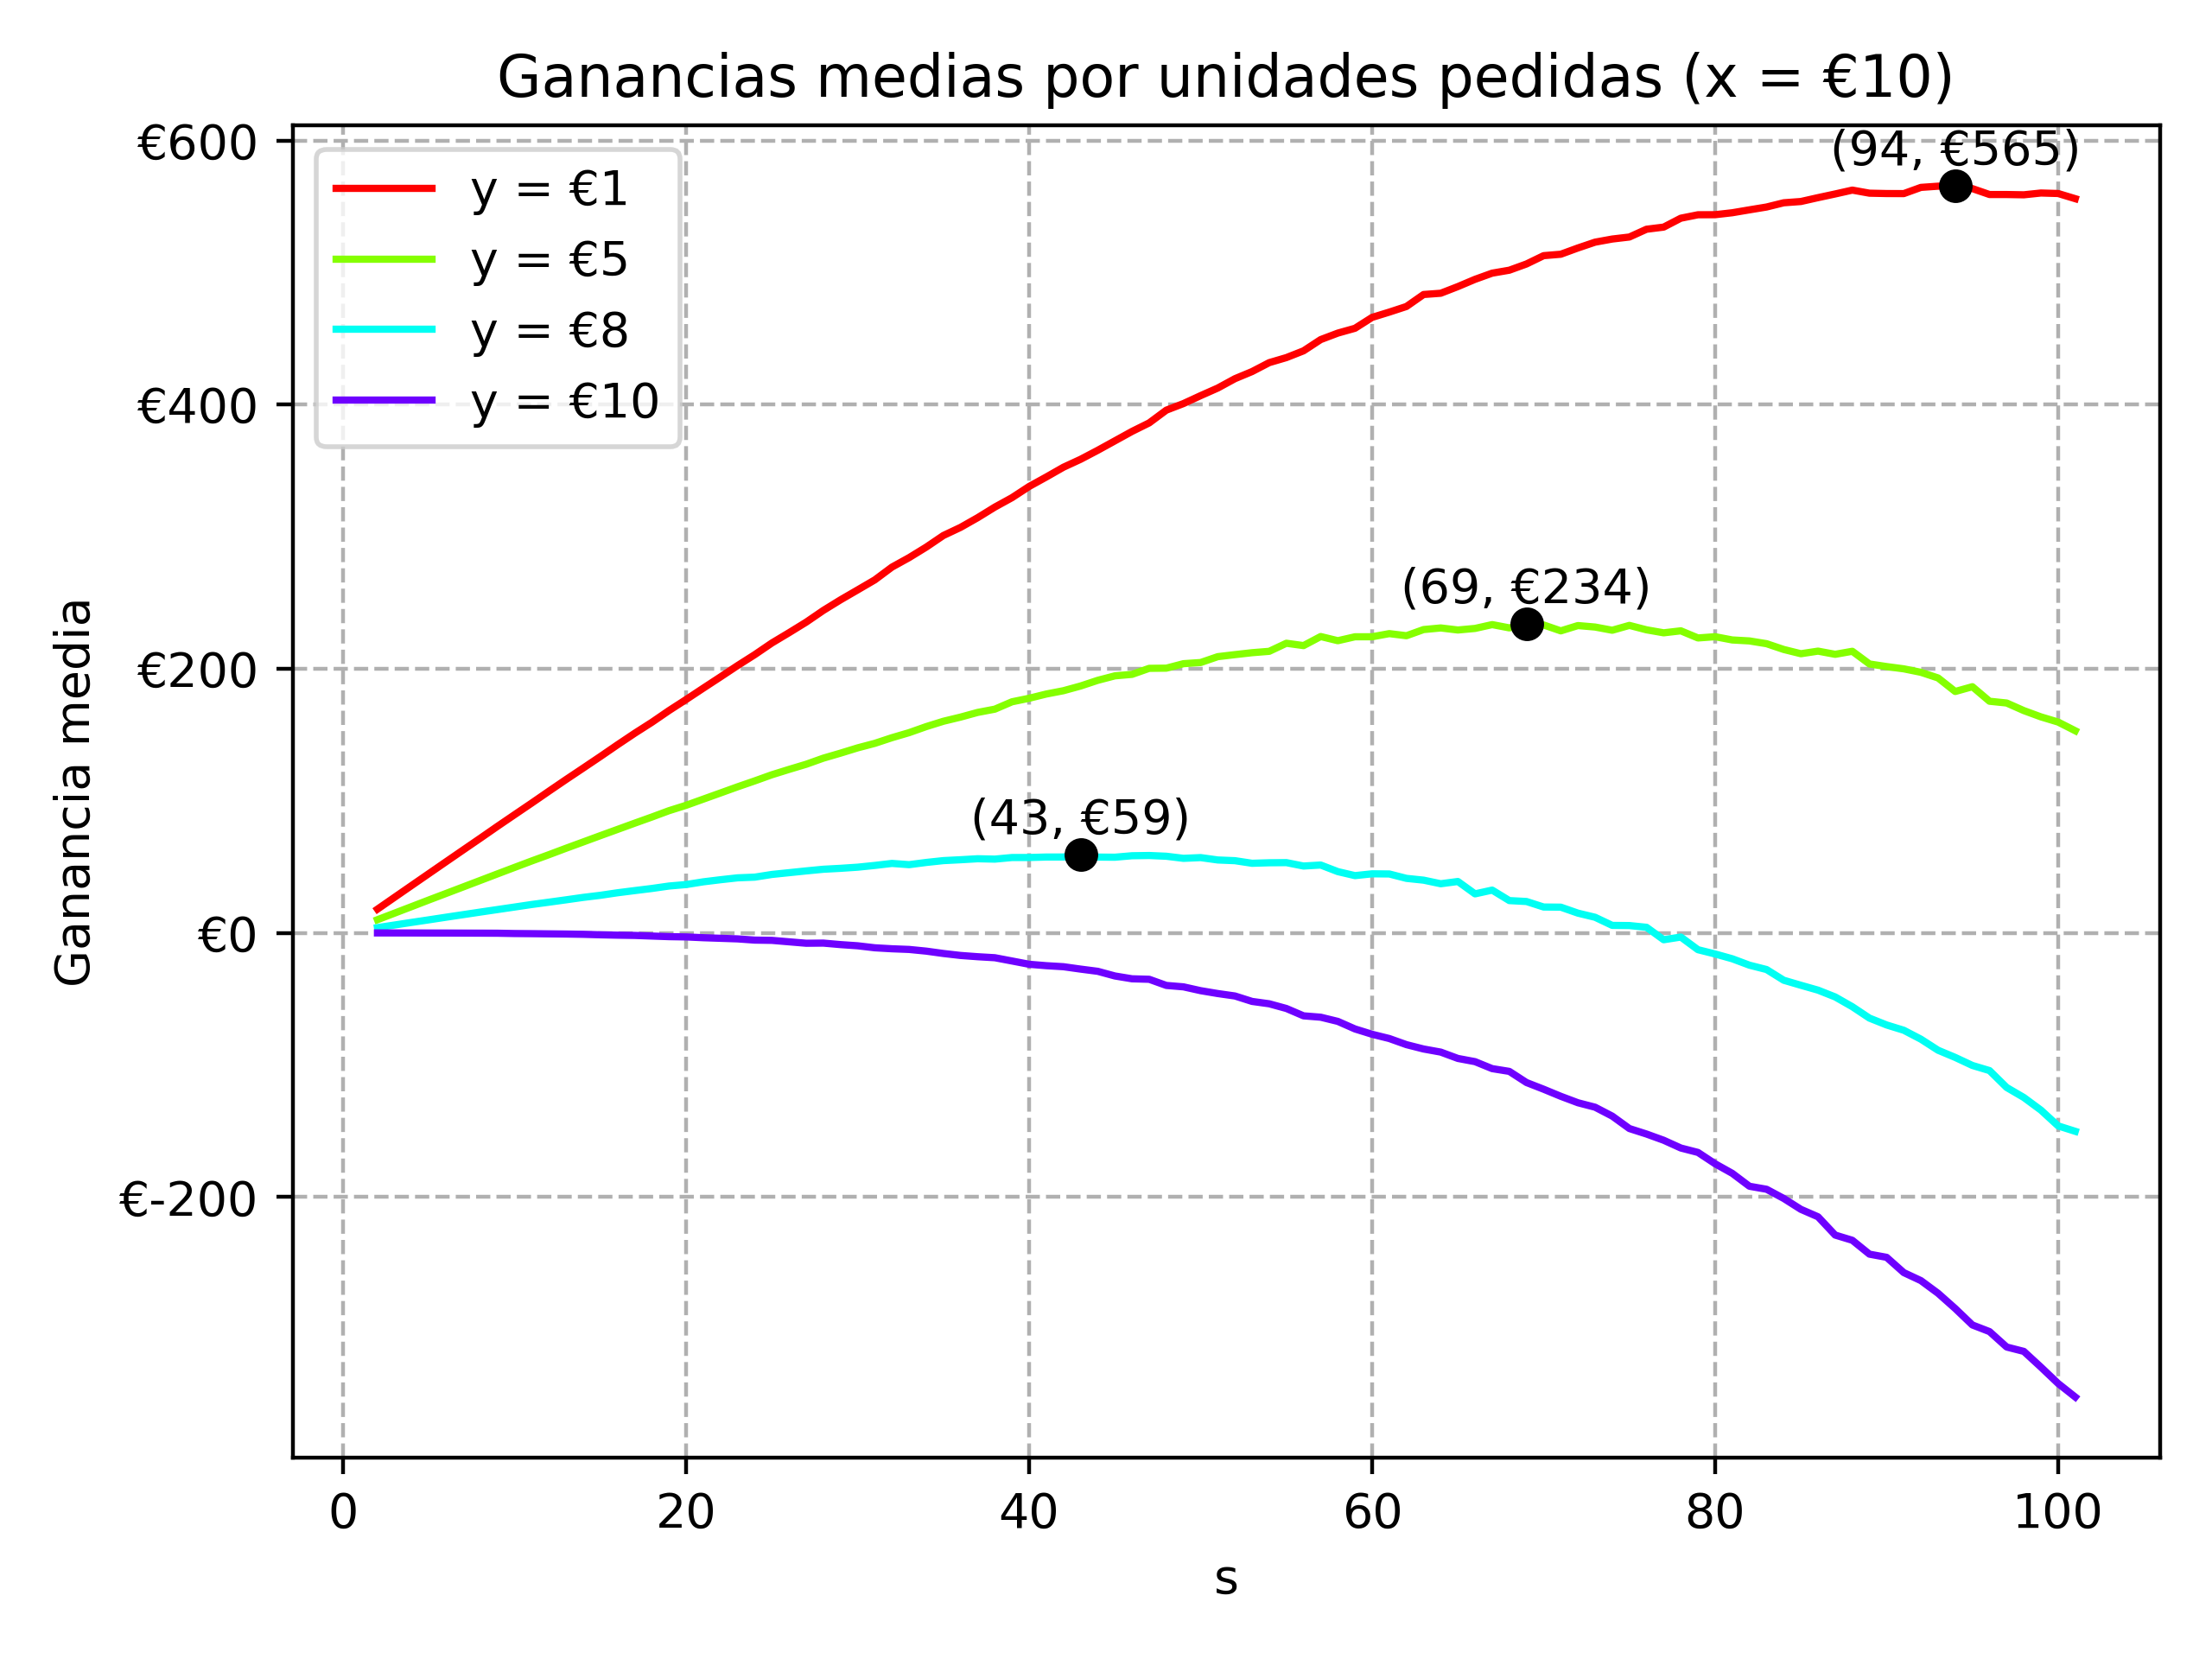 Ganancias medias por unidades pedidas (x = €10)
€600
€400
€200
€0
€-200
Ganancia media
y = €1
y = €5
y = €8
y = €10
(94, €565)
(69, €234)
(43, €59)
0 20 40 60 80 100
s